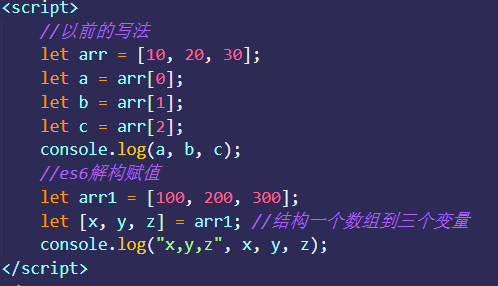 <script>
//以前的写法
let arr = [10, 20, 30];
let a = arr[0];
let b = arr[1];
let c = arr[2];
console.log(a, b, c);
//es6解构赋值
let arr1 = [100, 200, 300];
let [x, y, z] = arr1; //结构一个数组到三个变量
console.log("x,y,z", x, y, z);
</script>